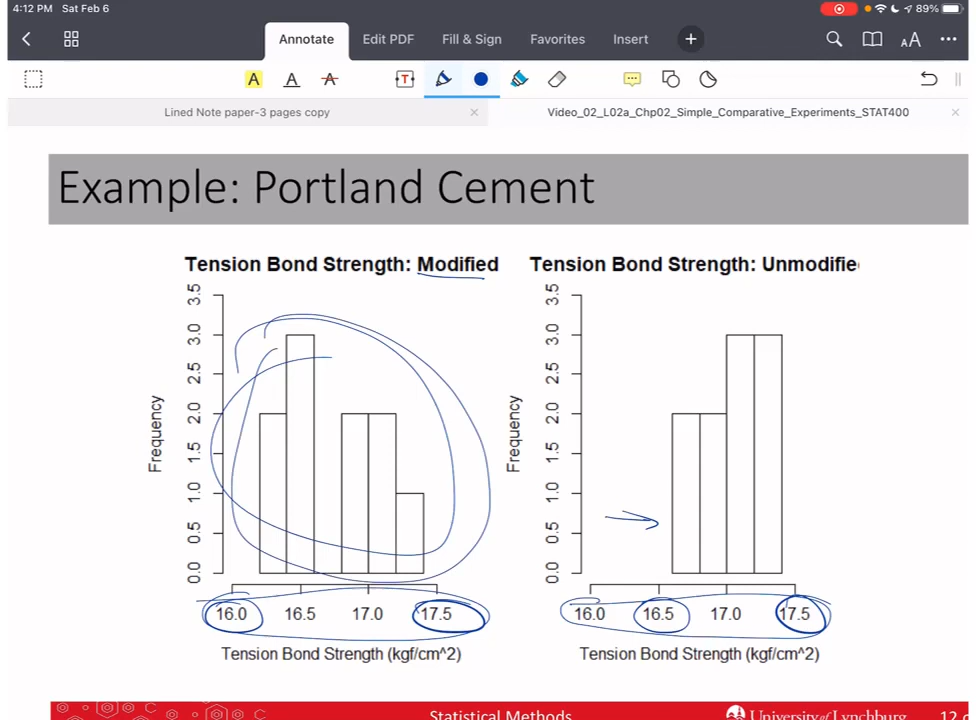 4:12 PM Sat Feb 6
89%
Annotate
Edit PDF
Fill & Sign
Favorites
Insert
AA
A A A T
Lined Note paper-3 pages copy
Video_02_L02a_Chp02_Simple_Comparative_Experiments_STAT400
Example: Portland Cement
Tension Bond Strength: Modified
Frequency
3.5
3.0
2.5
2.0
1.5
1.0
0.5
0.0
16.0 16.5 17.0 17.5
Tension Bond Strength (kgf/cm^2)
Tension Bond Strength: Unmodifie
Frequency
3.5
3.0
2.5
2.0
1.5
1.0
0.5
0.0
16.0 16.5 17.0 17.5
Tension Bond Strength (kgf/cm^2)
Statistical Methods
University of Lynchburg
12